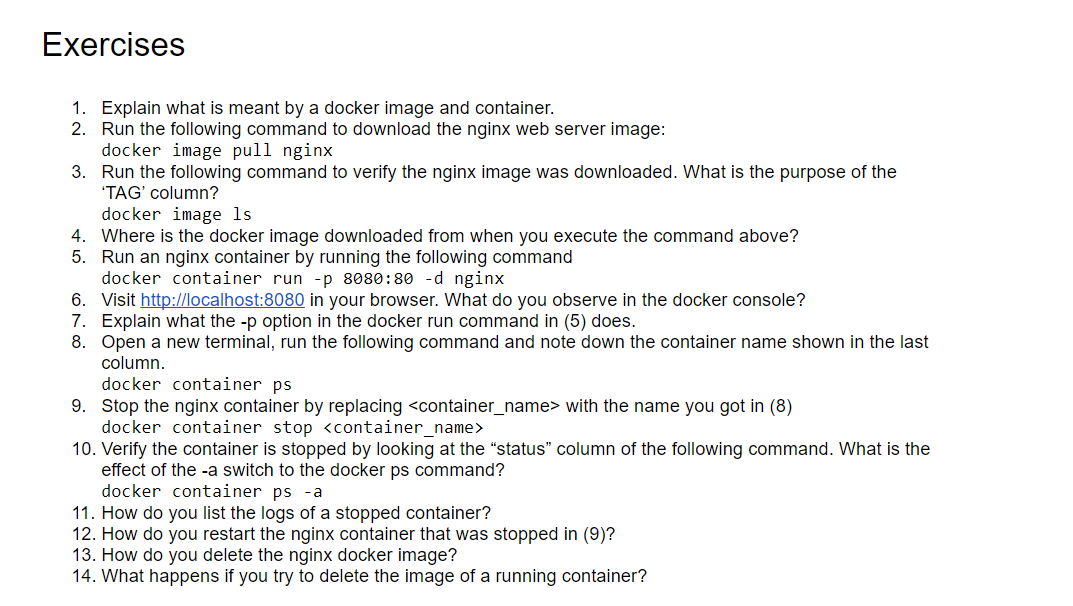 Exercises
1. Explain what is meant by a docker image and container.
2. Run the following command to download the nginx web server image:
docker image pull nginx
3. Run the following command to verify the nginx image was downloaded. What is the purpose of the
‘TAG’ column?
docker image ls
4. Where is the docker image downloaded from when you execute the command above?
5. Run an nginx container by running the following command
docker container run -p 8080:80 -d nginx
6. Visit http://localhost:8080 in your browser. What do you observe in the docker console?
7. Explain what the -p option in the docker run command in (5) does.
8. Open a new terminal, run the following command and note down the container name shown in the last
column.
docker container ps
9. Stop the nginx container by replacing <container_name> with the name you got in (8)
docker container stop <container_name>
10. Verify the container is stopped by looking at the “status” column of the following command. What is the
effect of the -a switch to the docker ps command?
docker container ps -a
11. How do you list the logs of a stopped container?
12. How do you restart the nginx container that was stopped in (9)?
13. How do you delete the nginx docker image?
14. What happens if you try to delete the image of a running container?